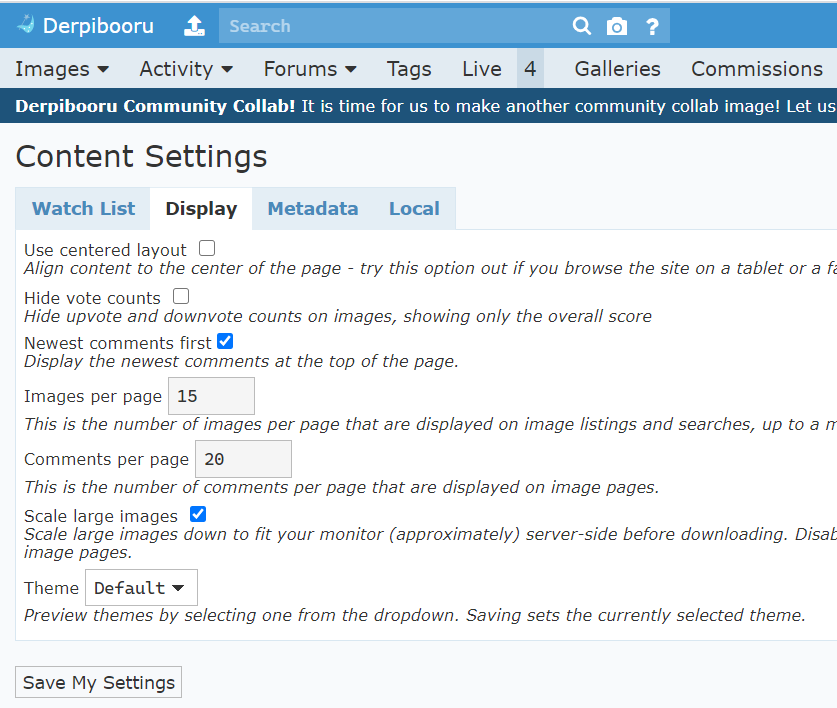 Derpibooru Search ?
Images Activity Forums Tags Live 4 Galleries Commissions
Derpibooru Community Collab! It is time for us to make another community collab image! Let us
Content Settings
Watch List Display Metadata Local
Use centered layout
Align content to the center of the page - try this option out if you browse the site on a tablet or a
Hide vote counts
Hide upvote and downvote counts on images, showing only the overall score
Newest comments first
Display the newest comments at the top of the page.
Images per page 15
This is the number of images per page that are displayed on image listings and searches, up to a
Comments per page 20
This is the number of comments per page that are displayed on image pages.
Scale large images
Scale large images down to fit your monitor (approximately) server-side before downloading.
image pages.
Theme Default
Preview themes by selecting one from the dropdown. Saving sets the currently selected theme.
Save My Settings